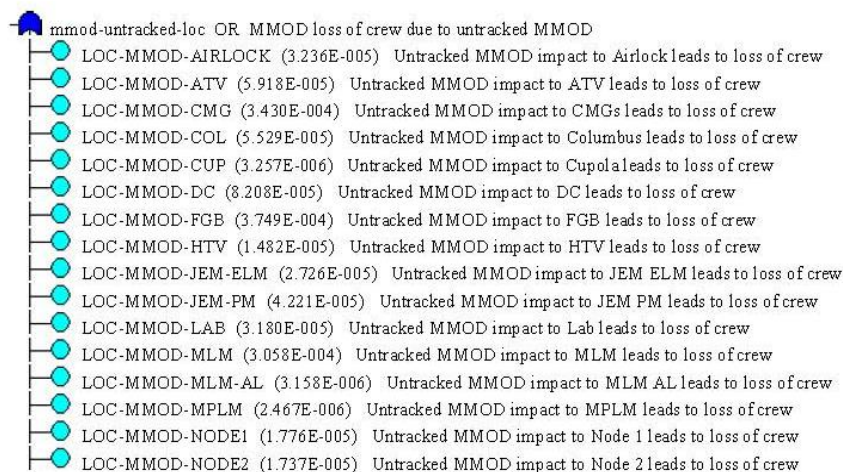 mmod-untracked-loc OR MMOD loss of crew due to untracked MMOD
LOC-MMOD-AIRLOCK (3.236E-005) Untracked MMOD impact to Airlock leads to loss of crew
LOC-MMOD-ATV (5.918E-005) Untracked MMOD impact to ATV leads to loss of crew
LOC-MMOD-CMG (3.430E-004) Untracked MMOD impact to CMGs leads to loss of crew
LOC-MMOD-COL (5.529E-005) Untracked MMOD impact to Columbus leads to loss of crew
LOC-MMOD-CUP (3.257E-006) Untracked MMOD impact to Cupola leads to loss of crew
LOC-MMOD-DC (8.208E-005) Untracked MMOD impact to DC leads to loss of crew
LOC-MMOD-FGB (3.749E-004) Untracked MMOD impact to FGB leads to loss of crew
LOC-MMOD-HTV (1.482E-005) Untracked MMOD impact to HTV leads to loss of crew
LOC-MMOD-JEM-ELM (2.726E-005) Untracked MMOD impact to JEM ELM leads to loss of crew
LOC-MMOD-JEM-PM (4.221E-005) Untracked MMOD impact to JEM PM leads to loss of crew
LOC-MMOD-LAB (3.180E-005) Untracked MMOD impact to Lab leads to loss of crew
LOC-MMOD-MLM (3.058E-004) Untracked MMOD impact to MLM leads to loss of crew
LOC-MMOD-MLM-AL (3.158E-006) Untracked MMOD impact to MLM AL leads to loss of crew
LOC-MMOD-MPLM (2.467E-006) Untracked MMOD impact to MPLM leads to loss of crew
LOC-MMOD-NODE1 (1.776E-005) Untracked MMOD impact to Node 1 leads to loss of crew
LOC-MMOD-NODE2 (1.737E-005) Untracked MMOD impact to Node 2 leads to loss of crew